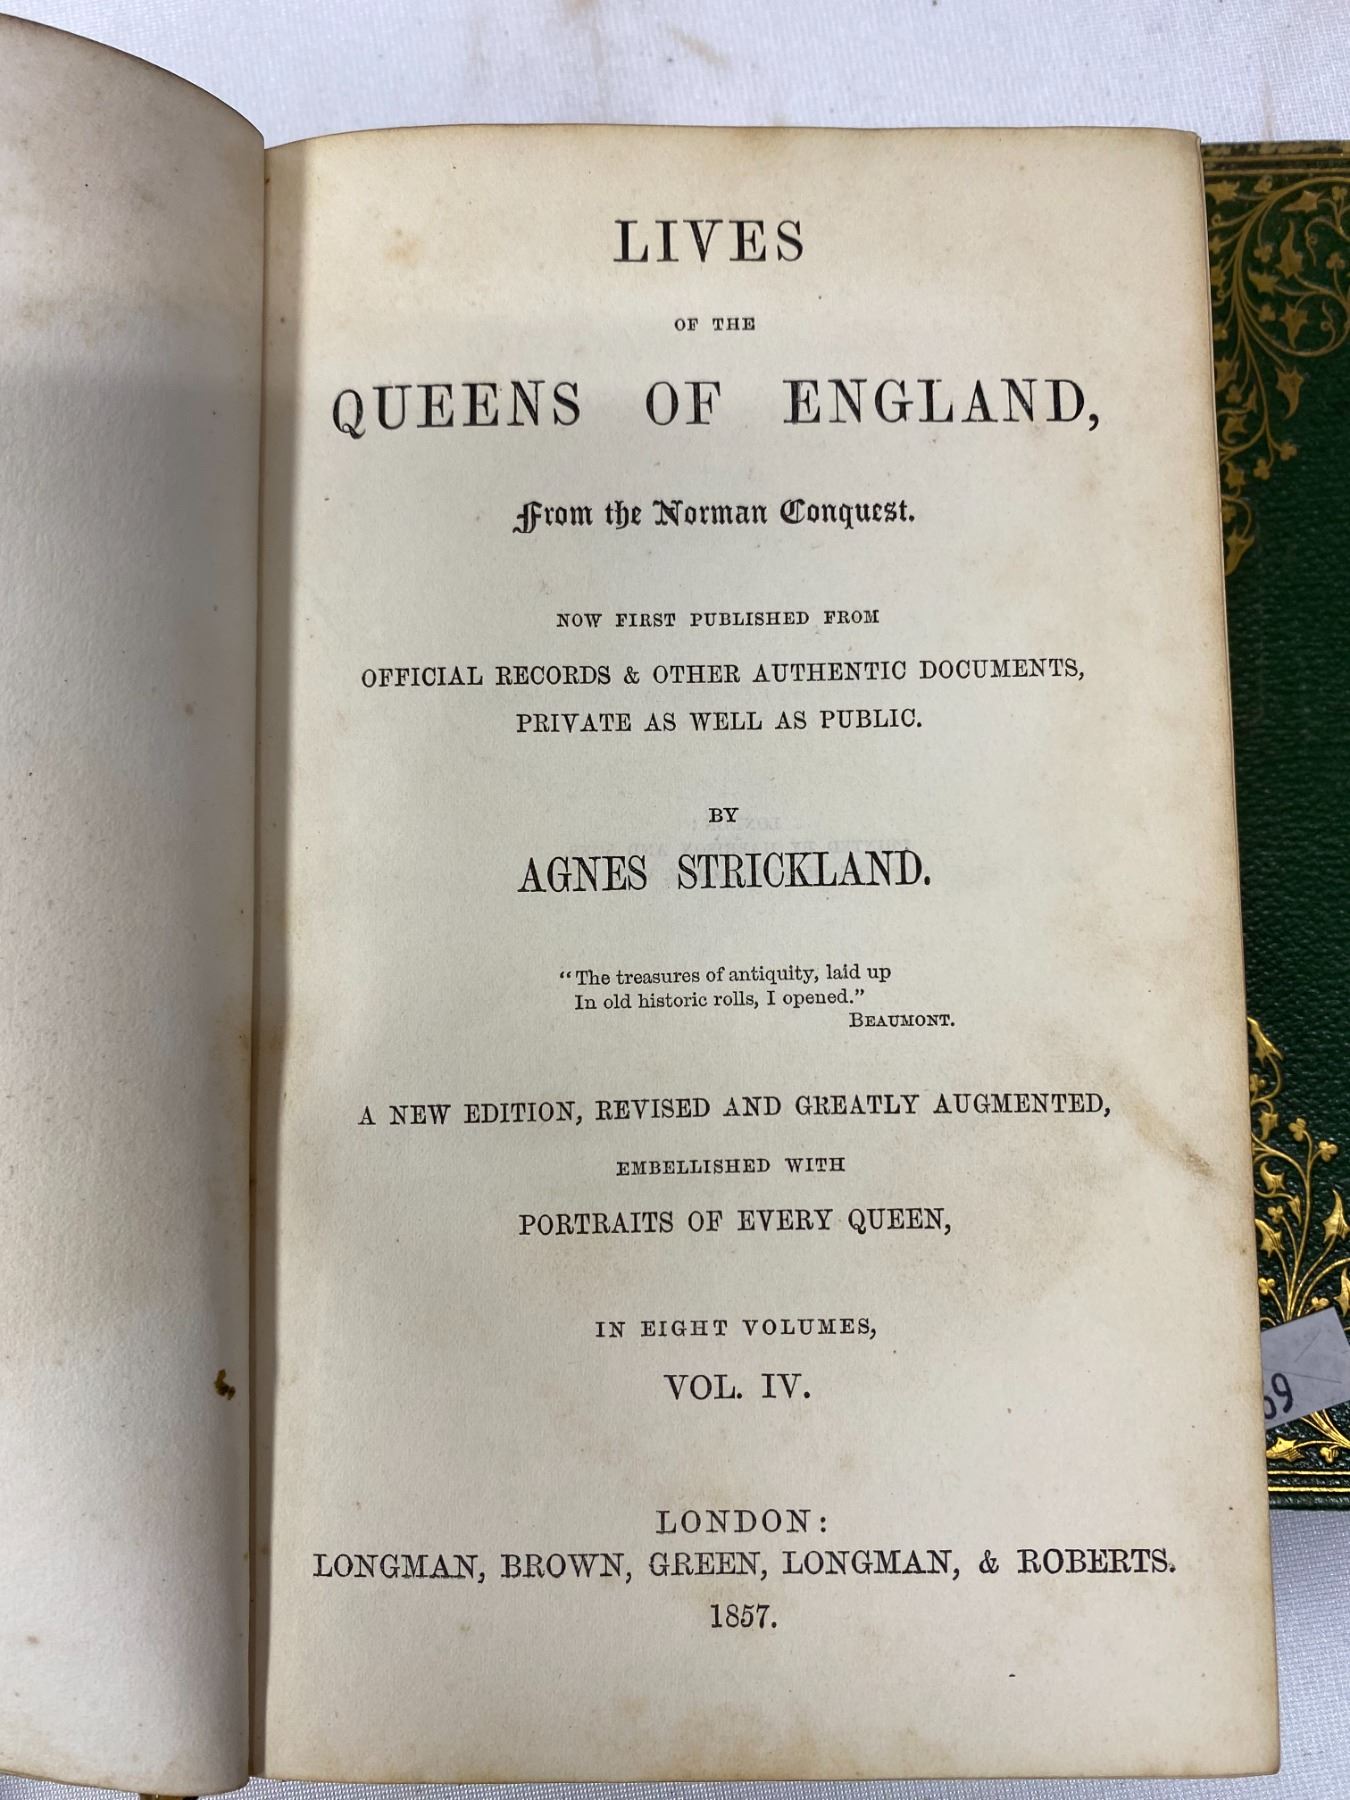 LIVES
OF THE
QUEENS OF ENGLAND,
From the Norman Conquest.
NOW FIRST PUBLISHED FROM
OFFICIAL RECORDS & OTHER AUTHENTIC DOCUMENTS,
PRIVATE AS WELL AS PUBLIC.
BY
AGNES STRICKLAND.
“The treasures of antiquity, laid up
In old historic rolls, I opened.”
BEAUMONT.
A NEW EDITION, REVISED AND GREATLY AUGMENTED,
EMBELLISHED WITH
PORTRAITS OF EVERY QUEEN,
IN EIGHT VOLUMES,
VOL. IV.
LONDON:
LONGMAN, BROWN, GREEN, LONGMAN, & ROBERTS.
1857.